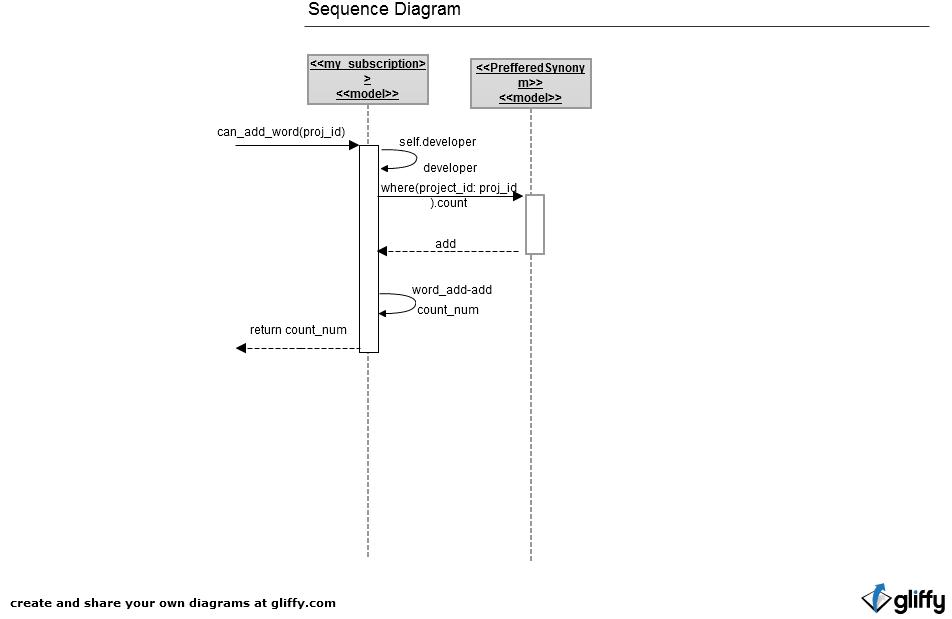 Sequence Diagram
<<my_subscription>
>
<<model>>
<<PrefferedSynony
m>>
<<model>>
can_add_word(proj_id)
self.developer
developer
where(project_id: proj_id
).count
add
word_add-add
count_num
return count_num
create and share your own diagrams at gliffy.com
gliffy